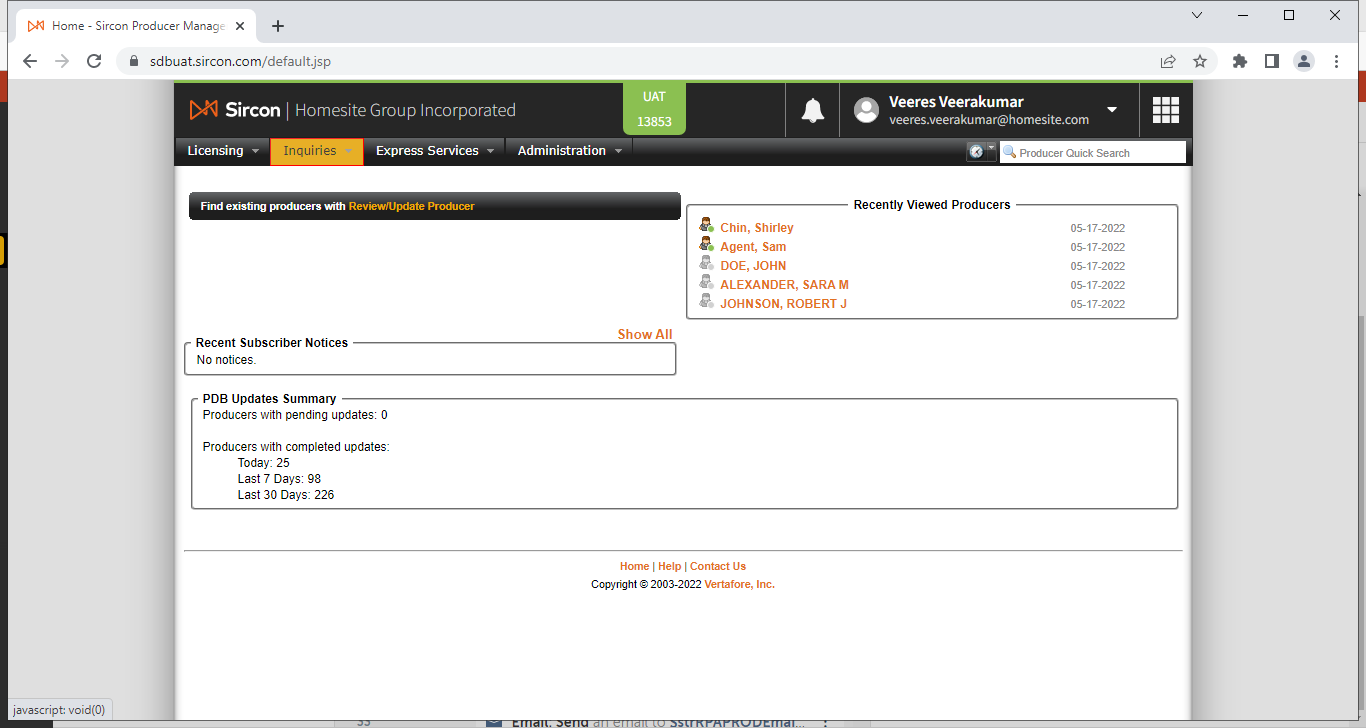 Home - Sircon Producer Manage
sdbuat.sircon.com/default.jsp
Sircon | Homesite Group Incorporated
UAT
13853
Veeres Veerakumar
veeres.veerakumar@homesite.com
Licensing
Inquiries
Express Services
Administration
Producer Quick Search
Find existing producers with Review/Update Producer
Recently Viewed Producers
Chin, Shirley 05-17-2022
Agent, Sam 05-17-2022
DOE, JOHN 05-17-2022
ALEXANDER, SARA M 05-17-2022
JOHNSON, ROBERT J 05-17-2022
Show All
Recent Subscriber Notices
No notices.
PDB Updates Summary
Producers with pending updates: 0
Producers with completed updates:
Today: 25
Last 7 Days: 98
Last 30 Days: 226
Home | Help | Contact Us
Copyright © 2003-2022 Vertafore, Inc.
javascript: void(0)
Email: Send an email to SstrRPAPRODEmai...